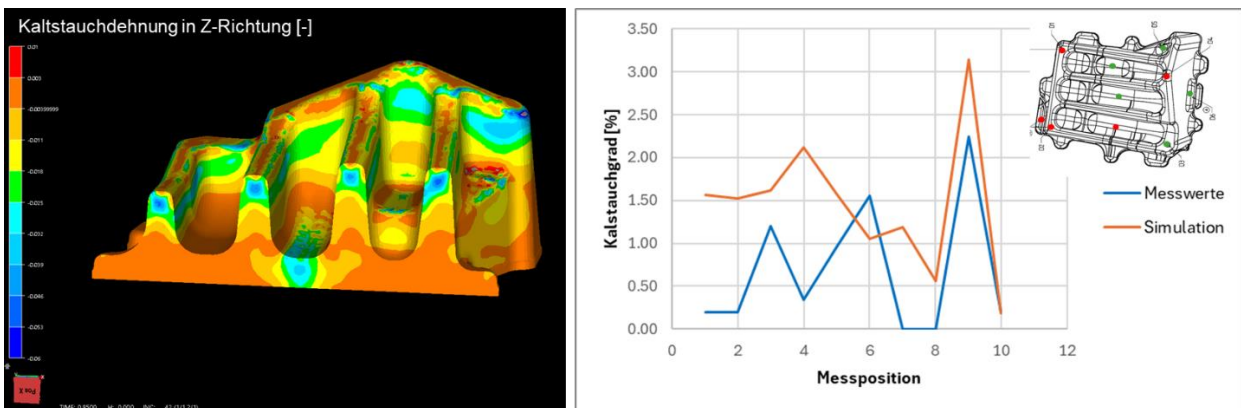 Kaltstauchdehnung in Z-Richtung [-]
0.01
0.003
-0.00399999
-0.011
-0.018
-0.025
-0.032
-0.039
-0.046
-0.053
-0.06
Pos X
3.50
3.00
2.50
2.00
1.50
1.00
0.50
0.00
Kalstauchgrad [%]
0 2 4 6 8 10 12
Messposition
Messwerte
Simulation